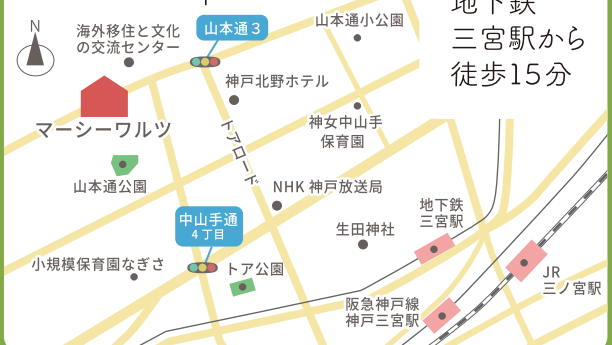 地下鉄
三宮駅から
徒歩15分
N
海外移住と文化
の交流センター
山本通3
山本通小公園
神戸北野ホテル
マーシーワルツ
トアロード
神女中山手
保育園
山本通公園
NHK 神戸放送局
中山手通
4丁目
生田神社
地下鉄
三宮駅
小規模保育園なぎさ
トア公園
JR
三ノ宮駅
阪急神戸線
神戸三宮駅